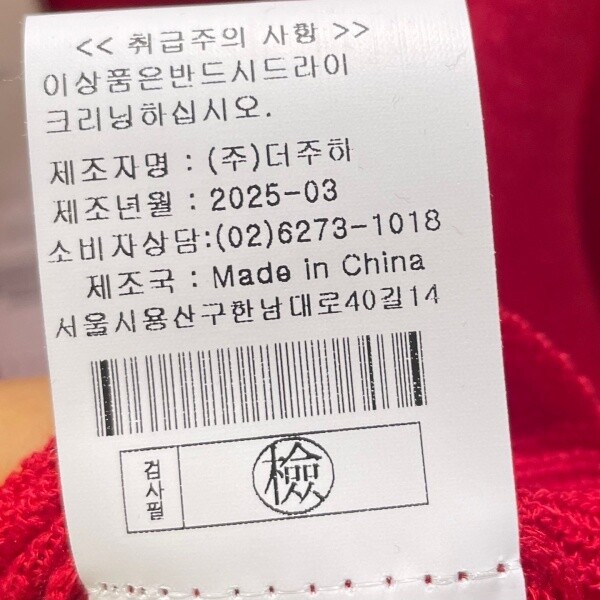 << 취급주의 사항 >>
이상품은반드시드라이
크리닝하십시오.
제조자명 : (주)더주하
제조년월 : 2025-03
소비자상담:(02)6273-1018
제조국 : Made in China
서울시용산구한남대로40길14
검사필
檢